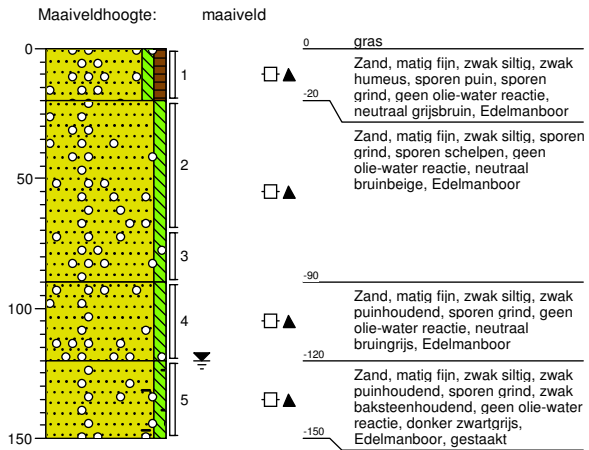 Maaiveldhoogte: maaiveld
0
0 gras
Zand, matig fijn, zwak siltig, zwak
humeus, sporen puin, sporen
grind, geen olie-water reactie,
neutraal grijsbruin, Edelmanboor
1
-20
Zand, matig fijn, zwak siltig, sporen
grind, sporen schelpen, geen
olie-water reactie, neutraal
bruinbeige, Edelmanboor
2
50
3
-90
Zand, matig fijn, zwak siltig, zwak
puinhoudend, sporen grind, geen
olie-water reactie, neutraal
bruingrijs, Edelmanboor
100
4
-120
Zand, matig fijn, zwak siltig, zwak
puinhoudend, sporen grind, zwak
baksteenhoudend, geen olie-water
reactie, donker zwartgrijs,
Edelmanboor, gestaakt
5
150
-150